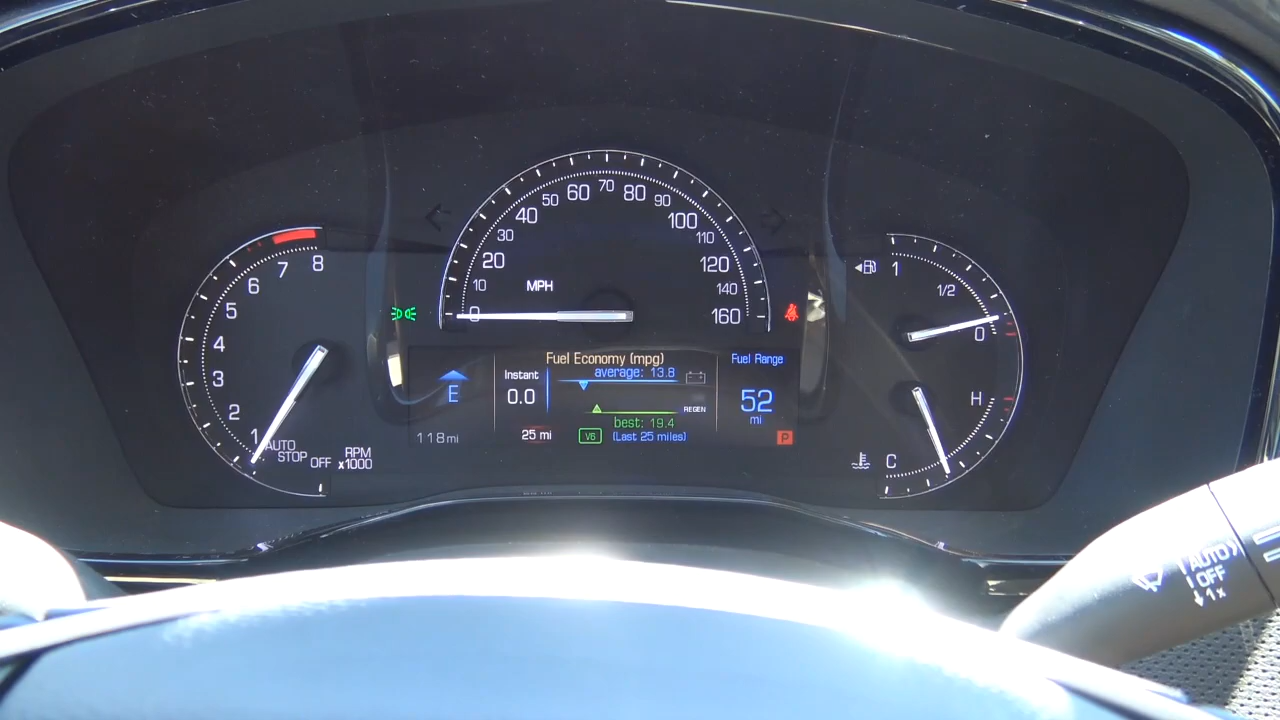 8
7
6
5
4
3
2
1
AUTO
STOP
OFF
RPM
x1000
0
10
20
30
40
50
60
70
80
90
100
110
120
140
160
MPH
1
1/2
0
H
C
E
118mi
Fuel Economy (mpg)
Instant
0.0
25 mi
average: 13.8
REGEN
best: 19.4
V6
(Last 25 miles)
Fuel Range
52
mi
P
AUTO
OFF
1x